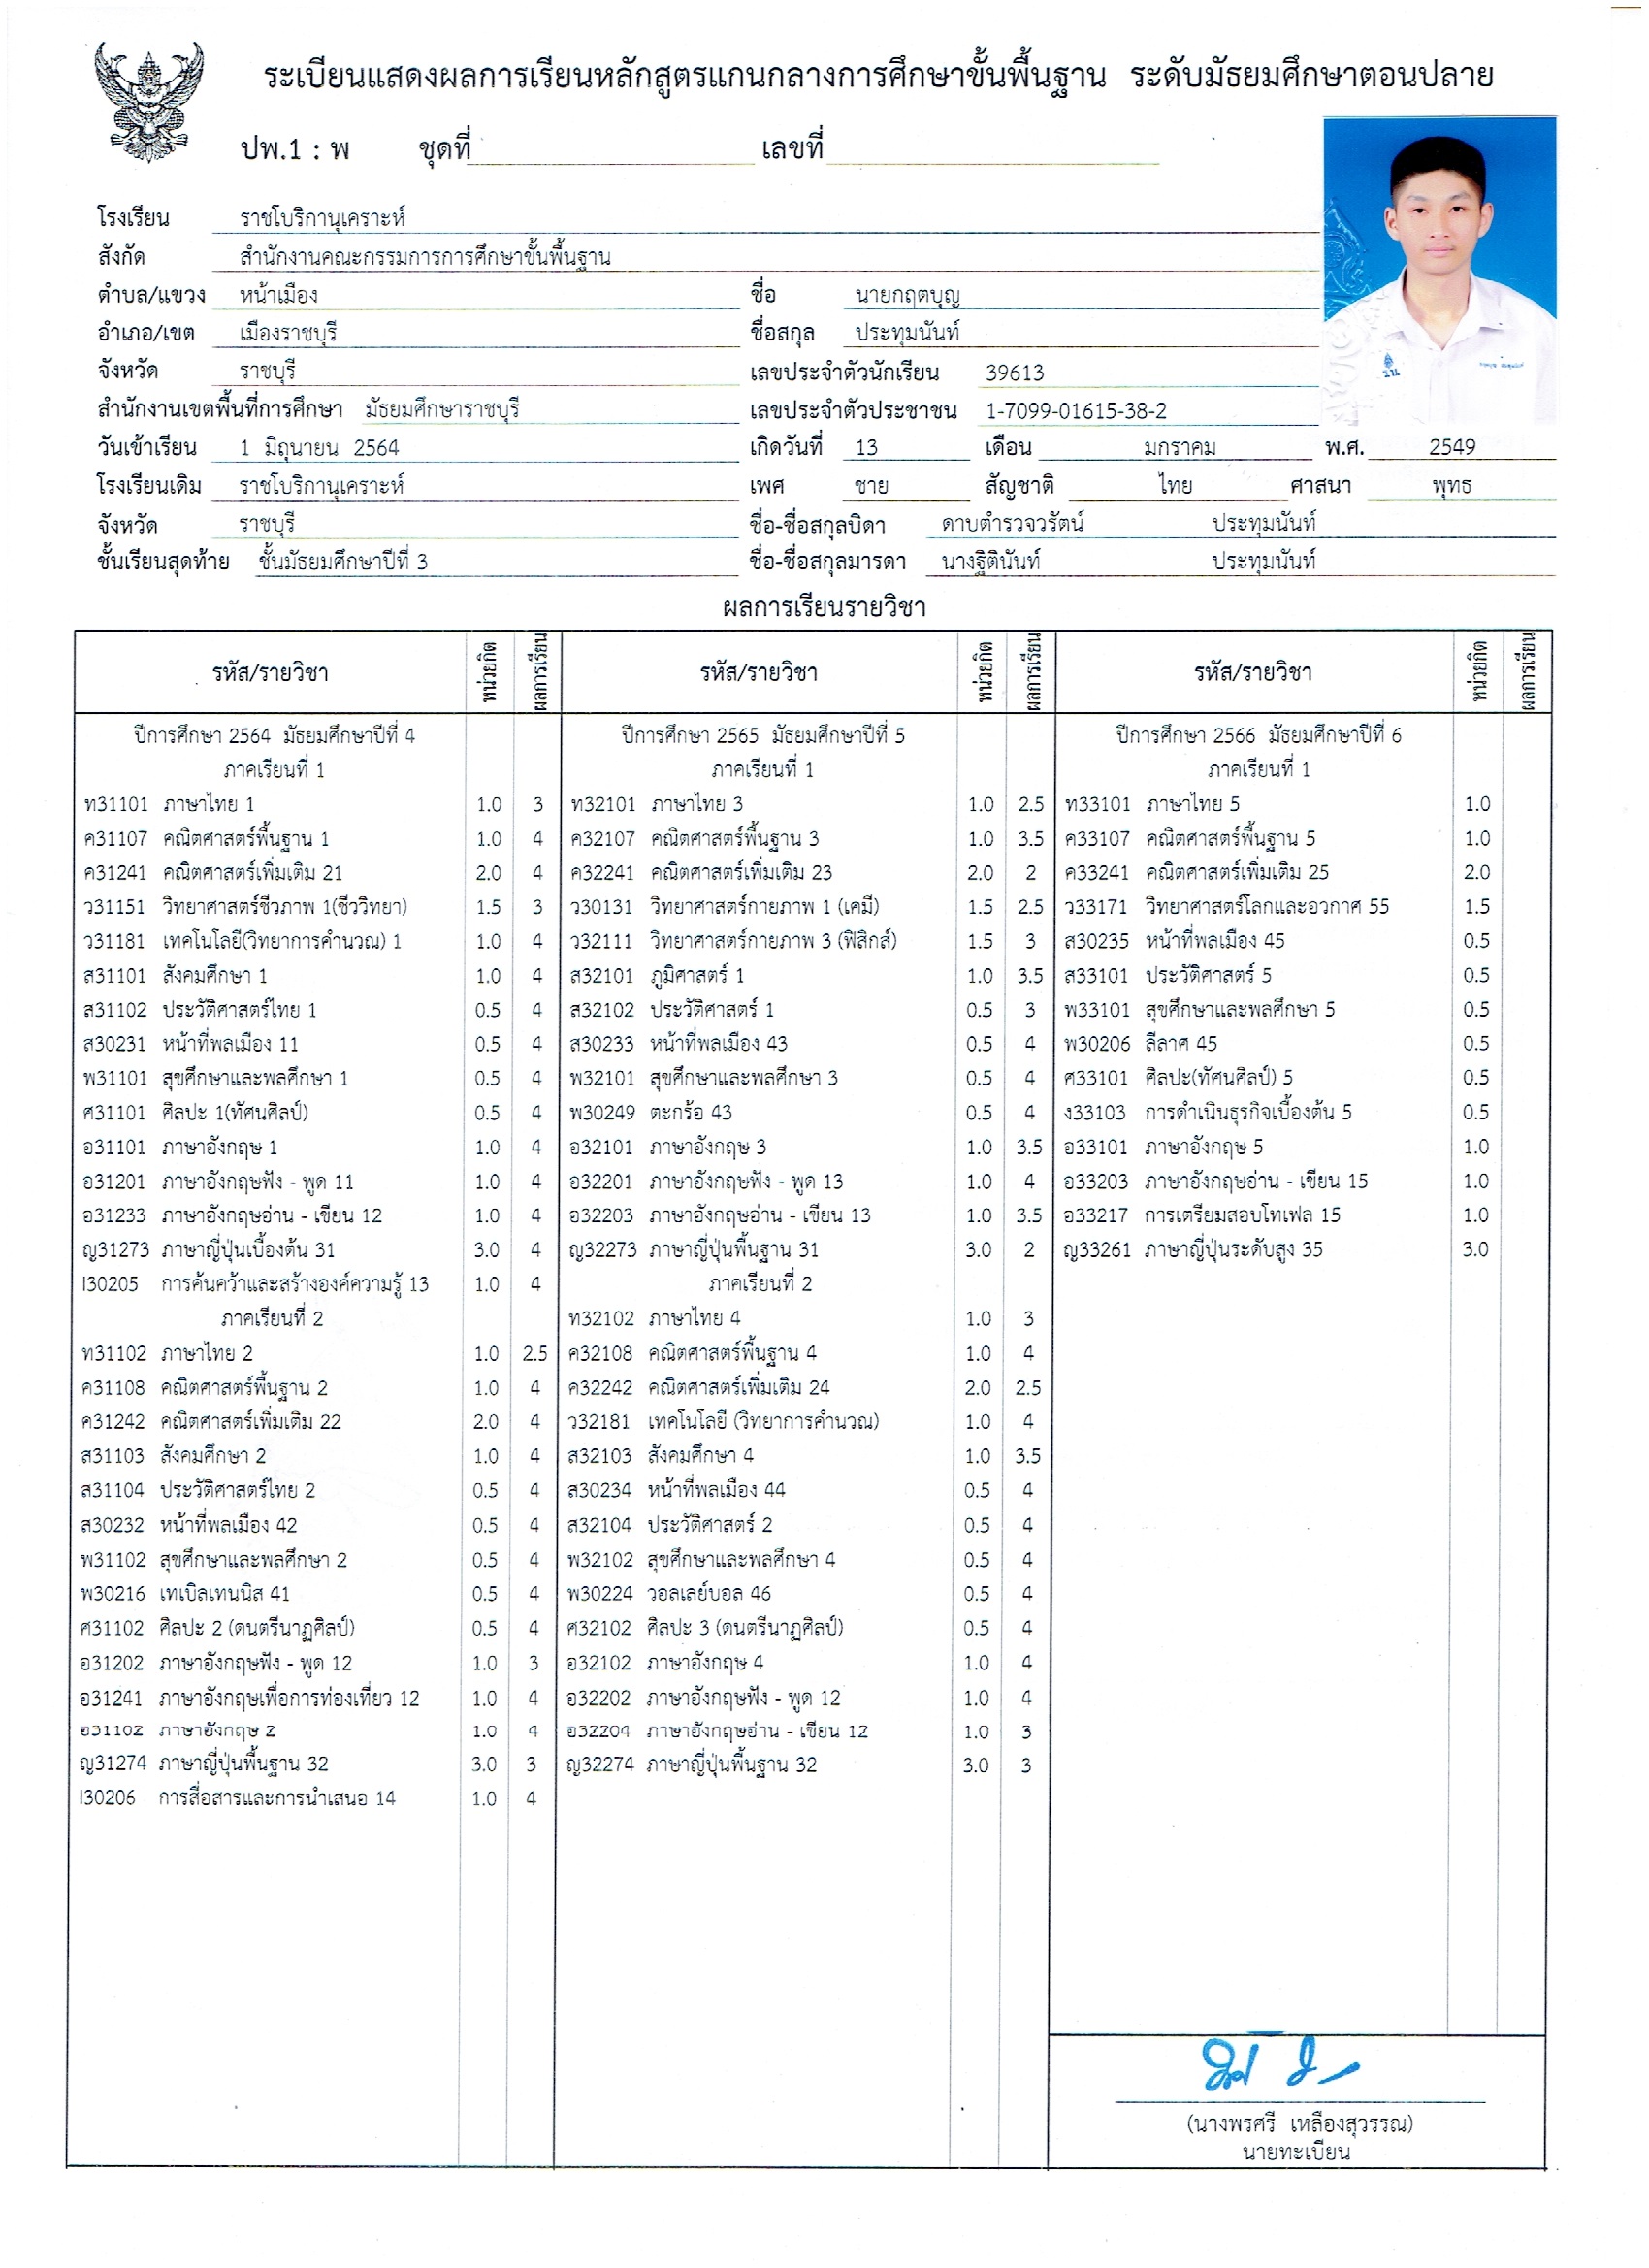 ระเบียนแสดงผลการเรียนหลักสูตรแกนกลางการศึกษาขั้นพื้นฐาน ระดับมัธยมศึกษาตอนปลาย
ปพ.1 : พ ชุดที่ เลขที่
โรงเรียน ราชโบริกานุเคราะห์
สังกัด สำนักงานคณะกรรมการการศึกษาขั้นพื้นฐาน
ตำบล/แขวง หน้าเมือง ชื่อ นายกฤตบุญ
อำเภอ/เขต เมืองราชบุรี ชื่อสกุล ประทุมนันท์
จังหวัด ราชบุรี เลขประจำตัวนักเรียน 39613
สำนักงานเขตพื้นที่การศึกษา มัธยมศึกษาราชบุรี เลขประจำตัวประชาชน 1-7099-01615-38-2
วันเข้าเรียน 1 มิถุนายน 2564 เกิดวันที่ 13 เดือน มกราคม พ.ศ. 2549
โรงเรียนเดิม ราชโบริกานุเคราะห์ เพศ ชาย สัญชาติ ไทย ศาสนา พุทธ
จังหวัด ราชบุรี ชื่อ-ชื่อสกุลบิดา ดาบตำรวจวรัตน์ ประทุมนันท์
ชั้นเรียนสุดท้าย ชั้นมัธยมศึกษาปีที่ 3 ชื่อ-ชื่อสกุลมารดา นางฐิตินันท์ ประทุมนันท์
ผลการเรียนรายวิชา
รหัส/รายวิชา หน่วยกิต ผลการเรียน รหัส/รายวิชา หน่วยกิต ผลการเรียน รหัส/รายวิชา หน่วยกิต ผลการเรียน
ปีการศึกษา 2564 มัธยมศึกษาปีที่ 4
ภาคเรียนที่ 1
ท31101 ภาษาไทย 1 1.0 3
ค31107 คณิตศาสตร์พื้นฐาน 1 1.0 4
ค31241 คณิตศาสตร์เพิ่มเติม 21 2.0 4
ว31151 วิทยาศาสตร์ชีวภาพ 1(ชีววิทยา) 1.5 3
ว31181 เทคโนโลยี(วิทยาการคำนวณ) 1 1.0 4
ส31101 สังคมศึกษา 1 1.0 4
ส31102 ประวัติศาสตร์ไทย 1 0.5 4
ส30231 หน้าที่พลเมือง 11 0.5 4
พ31101 สุขศึกษาและพลศึกษา 1 0.5 4
ศ31101 ศิลปะ 1(ทัศนศิลป์) 0.5 4
อ31101 ภาษาอังกฤษ 1 1.0 4
อ31201 ภาษาอังกฤษฟัง - พูด 11 1.0 4
อ31233 ภาษาอังกฤษอ่าน - เขียน 12 1.0 4
ญ31273 ภาษาญี่ปุ่นเบื้องต้น 31 3.0 4
I30205 การค้นคว้าและสร้างองค์ความรู้ 13 1.0 4
ภาคเรียนที่ 2
ท31102 ภาษาไทย 2 1.0 2.5
ค31108 คณิตศาสตร์พื้นฐาน 2 1.0 4
ค31242 คณิตศาสตร์เพิ่มเติม 22 2.0 4
ส31103 สังคมศึกษา 2 1.0 4
ส31104 ประวัติศาสตร์ไทย 2 0.5 4
ส30232 หน้าที่พลเมือง 42 0.5 4
พ31102 สุขศึกษาและพลศึกษา 2 0.5 4
พ30216 เทเบิลเทนนิส 41 0.5 4
ศ31102 ศิลปะ 2 (ดนตรีนาฏศิลป์) 0.5 4
อ31202 ภาษาอังกฤษฟัง - พูด 12 1.0 3
อ31241 ภาษาอังกฤษเพื่อการท่องเที่ยว 12 1.0 4
อ31102 ภาษาอังกฤษ 2 1.0 4
ญ31274 ภาษาญี่ปุ่นพื้นฐาน 32 3.0 3
I30206 การสื่อสารและการนำเสนอ 14 1.0 4
ปีการศึกษา 2565 มัธยมศึกษาปีที่ 5
ภาคเรียนที่ 1
ท32101 ภาษาไทย 3 1.0 2.5
ค32107 คณิตศาสตร์พื้นฐาน 3 1.0 3.5
ค32241 คณิตศาสตร์เพิ่มเติม 23 2.0 2
ว30131 วิทยาศาสตร์กายภาพ 1 (เคมี) 1.5 2.5
ว32111 วิทยาศาสตร์กายภาพ 3 (ฟิสิกส์) 1.5 3
ส32101 ภูมิศาสตร์ 1 1.0 3.5
ส32102 ประวัติศาสตร์ 1 0.5 3
ส30233 หน้าที่พลเมือง 43 0.5 4
พ32101 สุขศึกษาและพลศึกษา 3 0.5 4
พ30249 ตะกร้อ 43 0.5 4
อ32101 ภาษาอังกฤษ 3 1.0 3.5
อ32201 ภาษาอังกฤษฟัง - พูด 13 1.0 4
อ32203 ภาษาอังกฤษอ่าน - เขียน 13 1.0 3.5
ญ32273 ภาษาญี่ปุ่นพื้นฐาน 31 3.0 2
ภาคเรียนที่ 2
ท32102 ภาษาไทย 4 1.0 3
ค32108 คณิตศาสตร์พื้นฐาน 4 1.0 4
ค32242 คณิตศาสตร์เพิ่มเติม 24 2.0 2.5
ว32181 เทคโนโลยี (วิทยาการคำนวณ) 1.0 4
ส32103 สังคมศึกษา 4 1.0 3.5
ส30234 หน้าที่พลเมือง 44 0.5 4
ส32104 ประวัติศาสตร์ 2 0.5 4
พ32102 สุขศึกษาและพลศึกษา 4 0.5 4
พ30224 วอลเลย์บอล 46 0.5 4
ศ32102 ศิลปะ 3 (ดนตรีนาฏศิลป์) 0.5 4
อ32102 ภาษาอังกฤษ 4 1.0 4
อ32202 ภาษาอังกฤษฟัง - พูด 12 1.0 4
อ32204 ภาษาอังกฤษอ่าน - เขียน 12 1.0 3
ญ32274 ภาษาญี่ปุ่นพื้นฐาน 32 3.0 3
ปีการศึกษา 2566 มัธยมศึกษาปีที่ 6
ภาคเรียนที่ 1
ท33101 ภาษาไทย 5 1.0
ค33107 คณิตศาสตร์พื้นฐาน 5 1.0
ค33241 คณิตศาสตร์เพิ่มเติม 25 2.0
ว33171 วิทยาศาสตร์โลกและอวกาศ 55 1.5
ส30235 หน้าที่พลเมือง 45 0.5
ส33101 ประวัติศาสตร์ 5 0.5
พ33101 สุขศึกษาและพลศึกษา 5 0.5
พ30206 ลีลาศ 45 0.5
ศ33101 ศิลปะ(ทัศนศิลป์) 5 0.5
ง33103 การดำเนินธุรกิจเบื้องต้น 5 0.5
อ33101 ภาษาอังกฤษ 5 1.0
อ33203 ภาษาอังกฤษอ่าน - เขียน 15 1.0
อ33217 การเตรียมสอบโทเฟล 15 1.0
ญ33261 ภาษาญี่ปุ่นระดับสูง 35 3.0
(นางพรศรี เหลืองสุวรรณ)
นายทะเบียน